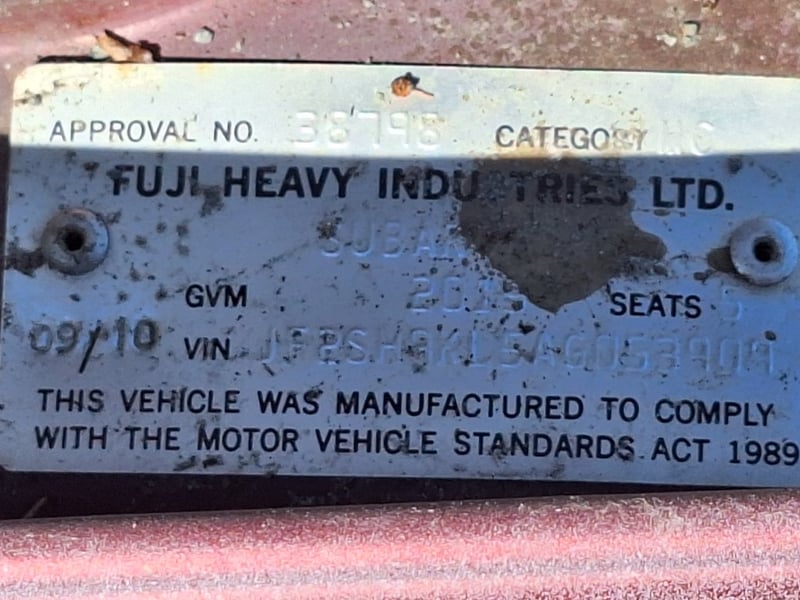 APPROVAL NO. 38798 CATEGORY
FUJI HEAVY INDUSTRIES LTD.
GVM SEATS 5
09/10 VIN
THIS VEHICLE WAS MANUFACTURED TO COMPLY
WITH THE MOTOR VEHICLE STANDARDS ACT 1989